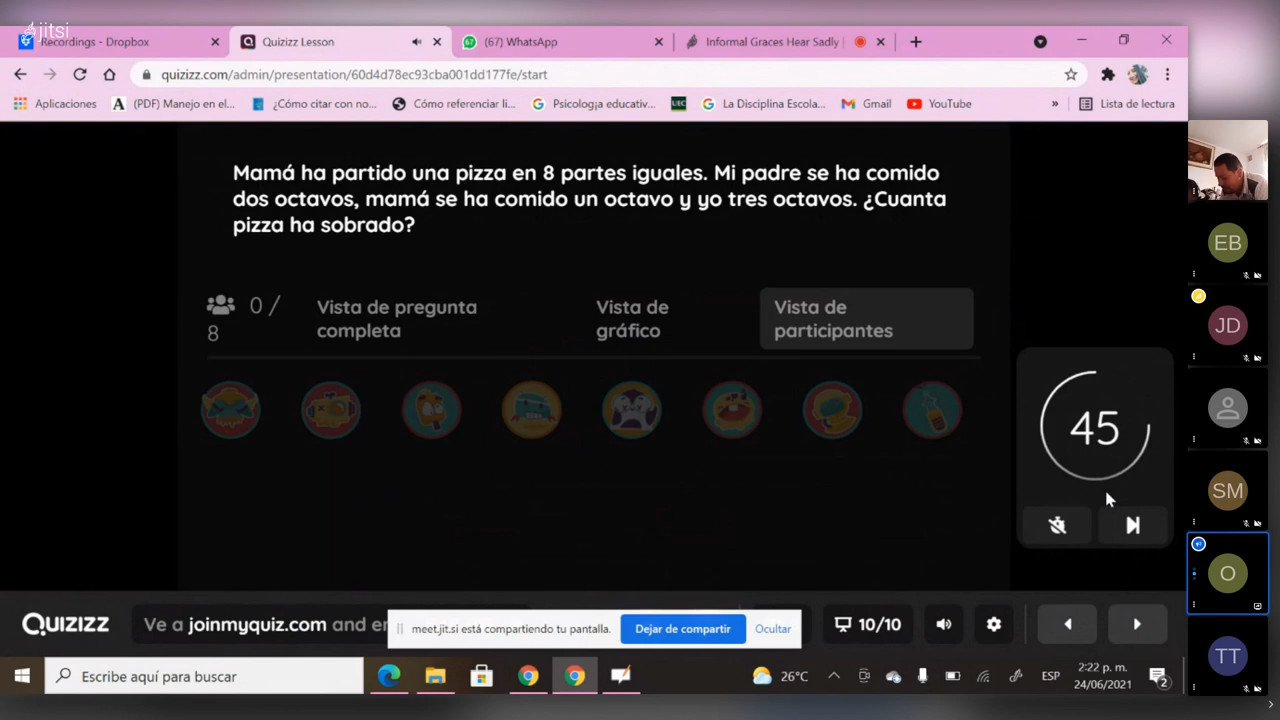 jitsi
Recordings - Dropbox
Quizizz Lesson
(67) WhatsApp
Informal Graces Hear Sadly
quizizz.com/admin/presentation/60d4d78ec93cba001dd177fe/start
Aplicaciones
(PDF) Manejo en el...
¿Cómo citar con no...
Cómo referenciar li...
Psicolog¡a educativ...
UEC
La Disciplina Escola...
Gmail
YouTube
»
Lista de lectura
Mamá ha partido una pizza en 8 partes iguales. Mi padre se ha comido
dos octavos, mamá se ha comido un octavo y yo tres octavos. ¿Cuanta
pizza ha sobrado?
0 /
8
Vista de pregunta
completa
Vista de
gráfico
Vista de
participantes
45
EB
JD
SM
O
TT
QUIZIZZ
Ve a joinmyquiz.com and en
meet.jit.si está compartiendo tu pantalla.
Dejar de compartir
Ocultar
10/10
Escribe aquí para buscar
26°C
ESP
2:22 p. m.
24/06/2021
2